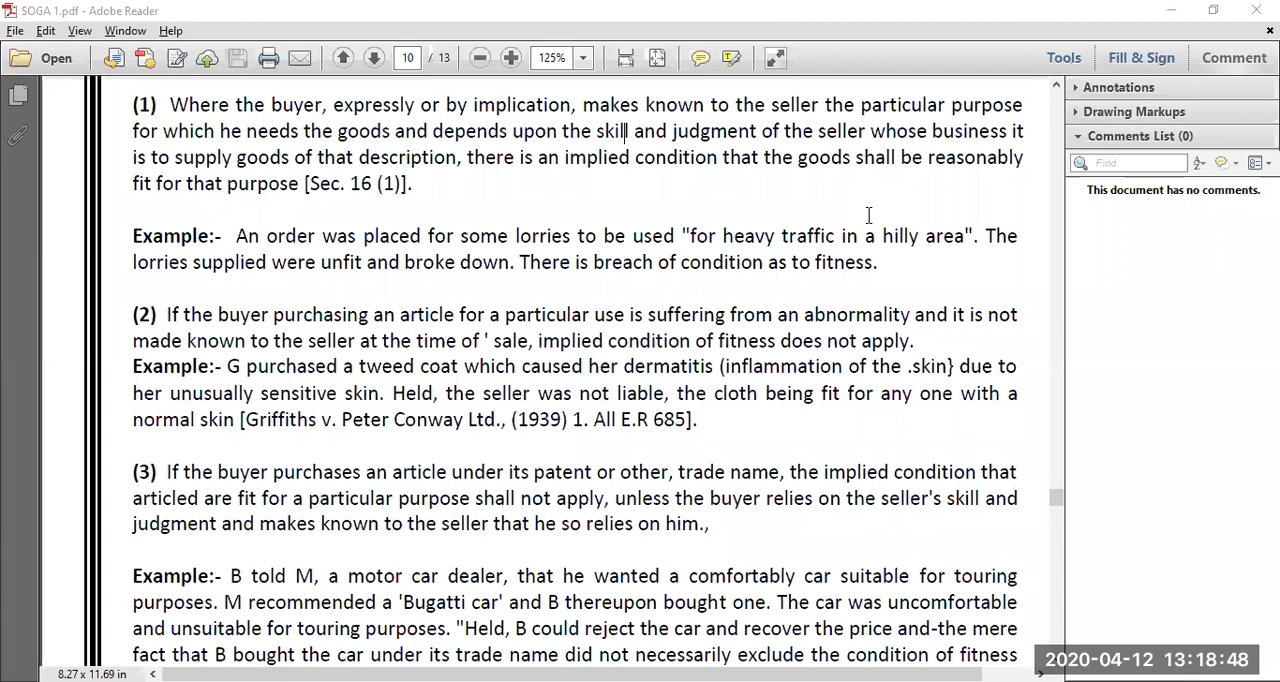 SOGA 1.pdf - Adobe Reader
File Edit View Window Help
Open 10 / 13 125% Tools Fill & Sign Comment
Annotations
Drawing Markups
Comments List (0)
Find
This document has no comments.
(1) Where the buyer, expressly or by implication, makes known to the seller the particular purpose
for which he needs the goods and depends upon the skill and judgment of the seller whose business it
is to supply goods of that description, there is an implied condition that the goods shall be reasonably
fit for that purpose [Sec. 16 (1)].
Example:- An order was placed for some lorries to be used "for heavy traffic in a hilly area". The
lorries supplied were unfit and broke down. There is breach of condition as to fitness.
(2) If the buyer purchasing an article for a particular use is suffering from an abnormality and it is not
made known to the seller at the time of ' sale, implied condition of fitness does not apply.
Example:- G purchased a tweed coat which caused her dermatitis (inflammation of the .skin} due to
her unusually sensitive skin. Held, the seller was not liable, the cloth being fit for any one with a
normal skin [Griffiths v. Peter Conway Ltd., (1939) 1. All E.R 685].
(3) If the buyer purchases an article under its patent or other, trade name, the implied condition that
articled are fit for a particular purpose shall not apply, unless the buyer relies on the seller's skill and
judgment and makes known to the seller that he so relies on him.,
Example:- B told M, a motor car dealer, that he wanted a comfortably car suitable for touring
purposes. M recommended a 'Bugatti car' and B thereupon bought one. The car was uncomfortable
and unsuitable for touring purposes. "Held, B could reject the car and recover the price and-the mere
fact that B bought the car under its trade name did not necessarily exclude the condition of fitness
8.27 x 11.69 in
2020-04-12 13:18:48